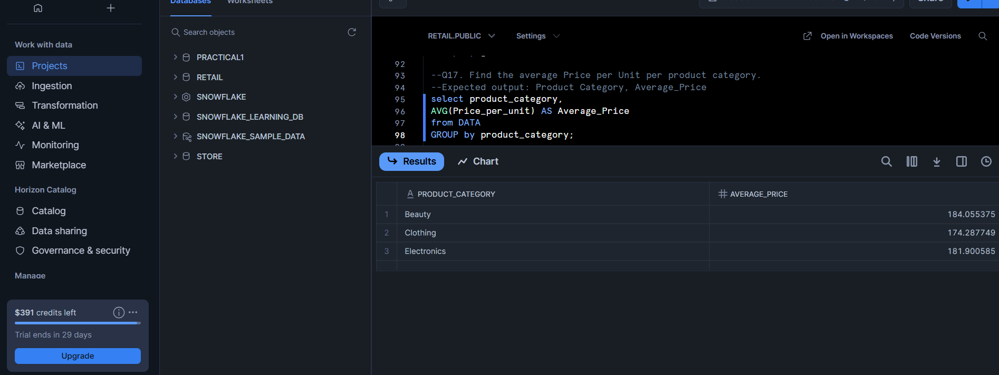 Databases Worksheets
Share
Work with data
Projects
Ingestion
Transformation
AI & ML
Monitoring
Marketplace
Horizon Catalog
Catalog
Data sharing
Governance & security
Manage
$391 credits left
Trial ends in 29 days
Upgrade
Search objects
PRACTICAL1
RETAIL
SNOWFLAKE
SNOWFLAKE_LEARNING_DB
SNOWFLAKE_SAMPLE_DATA
STORE
RETAIL.PUBLIC Settings Open in Workspaces Code Versions
92
93 --Q17. Find the average Price per Unit per product category.
94 --Expected output: Product Category, Average_Price
95 select product_category,
96 AVG(Price_per_unit) AS Average_Price
97 from DATA
98 GROUP by product_category;
Results Chart
PRODUCT_CATEGORY AVERAGE_PRICE
1 Beauty 184.055375
2 Clothing 174.287749
3 Electronics 181.900585